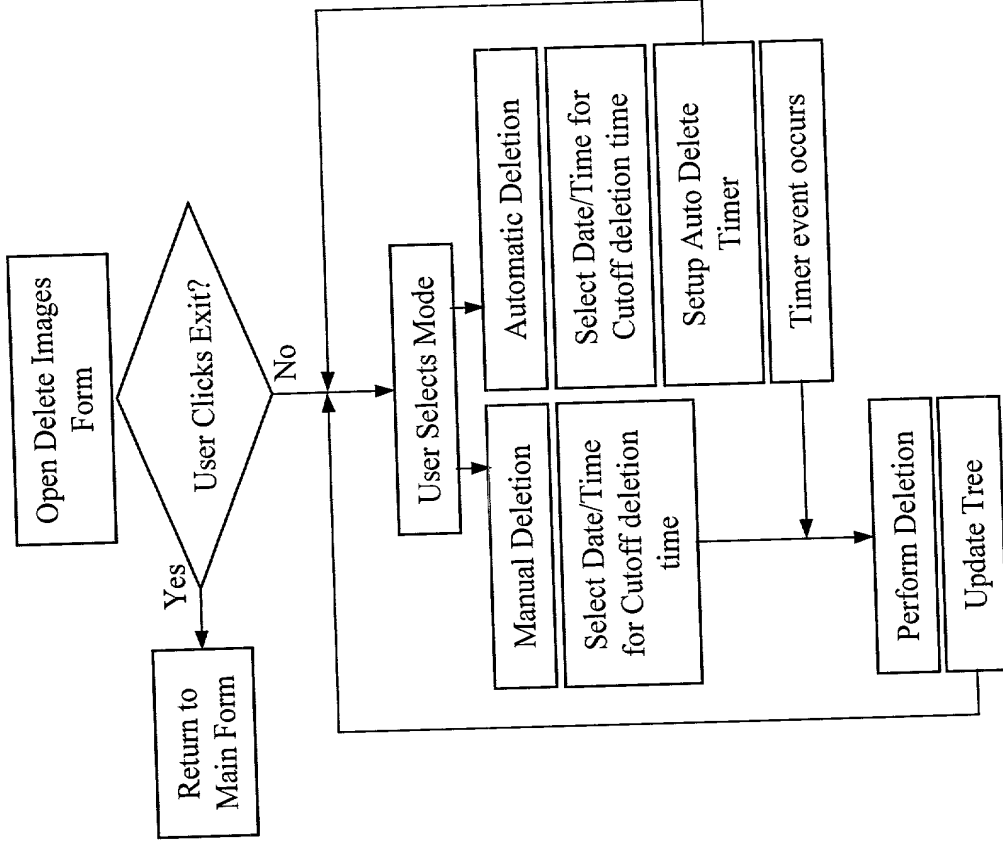 Open Delete Images
Form
User Clicks Exit?
Yes
No
Return to
Main Form
User Selects Mode
Manual Deletion
Select Date/Time
for Cutoff deletion
time
Automatic Deletion
Select Date/Time for
Cutoff deletion time
Setup Auto Delete
Timer
Timer event occurs
Perform Deletion
Update Tree